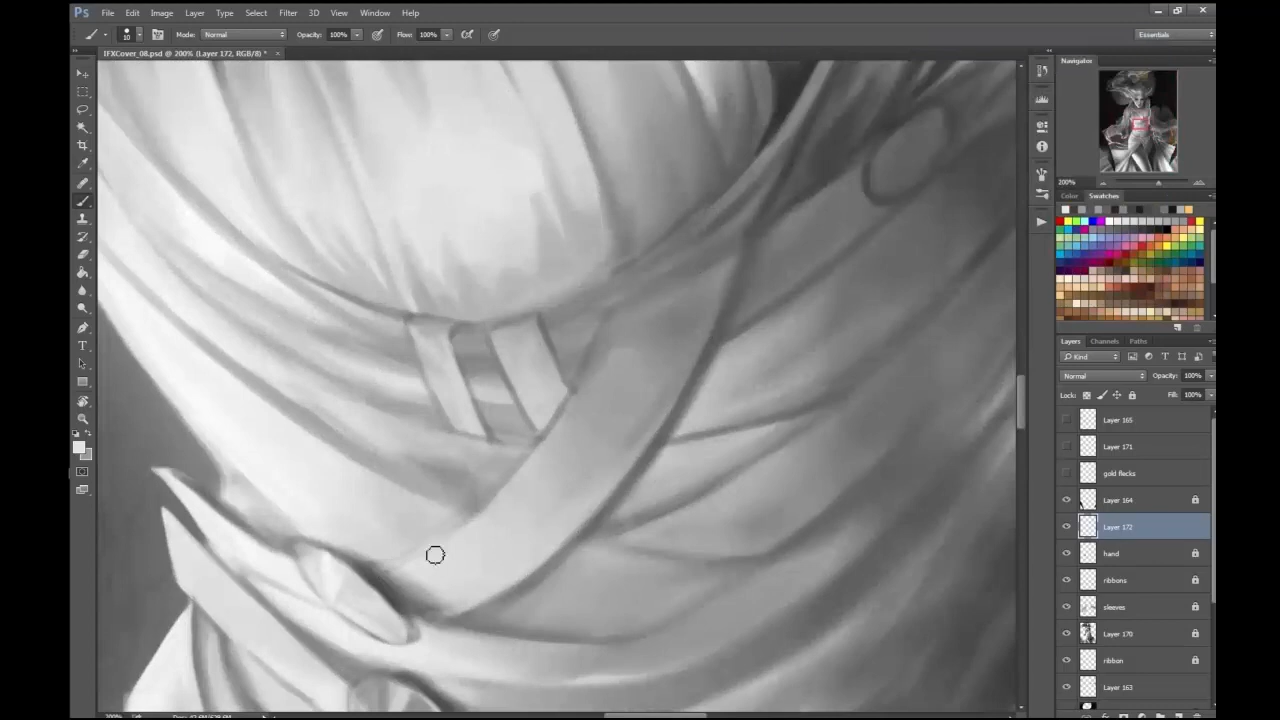 Ps File Edit Image Layer Type Select Filter 3D View Window Help
10 Mode: Normal Opacity: 100% Flow: 100% Essentials
IFXCover_08.psd @ 200% (Layer 172, RGB/8) * ×
Navigator
200%
Color Swatches
Layers Channels Paths
Kind
Normal Opacity: 100%
Lock: Fill: 100%
Layer 165
Layer 171
gold flecks
Layer 164
Layer 172
hand
ribbons
sleeves
Layer 170
ribbon
Layer 163
200%